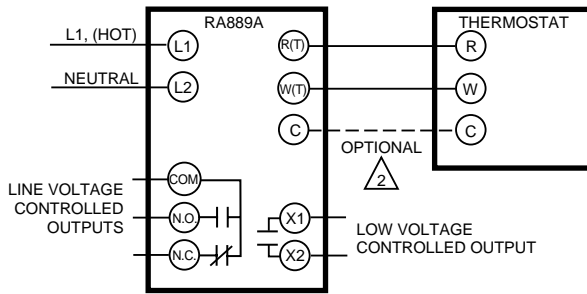 RA889A
THERMOSTAT
L1, (HOT)
L1
R(T)
R
NEUTRAL
L2
W(T)
W
C
C
OPTIONAL
2
LINE VOLTAGE
CONTROLLED
OUTPUTS
COM
N.O.
N.C.
X1
X2
LOW VOLTAGE
CONTROLLED OUTPUT